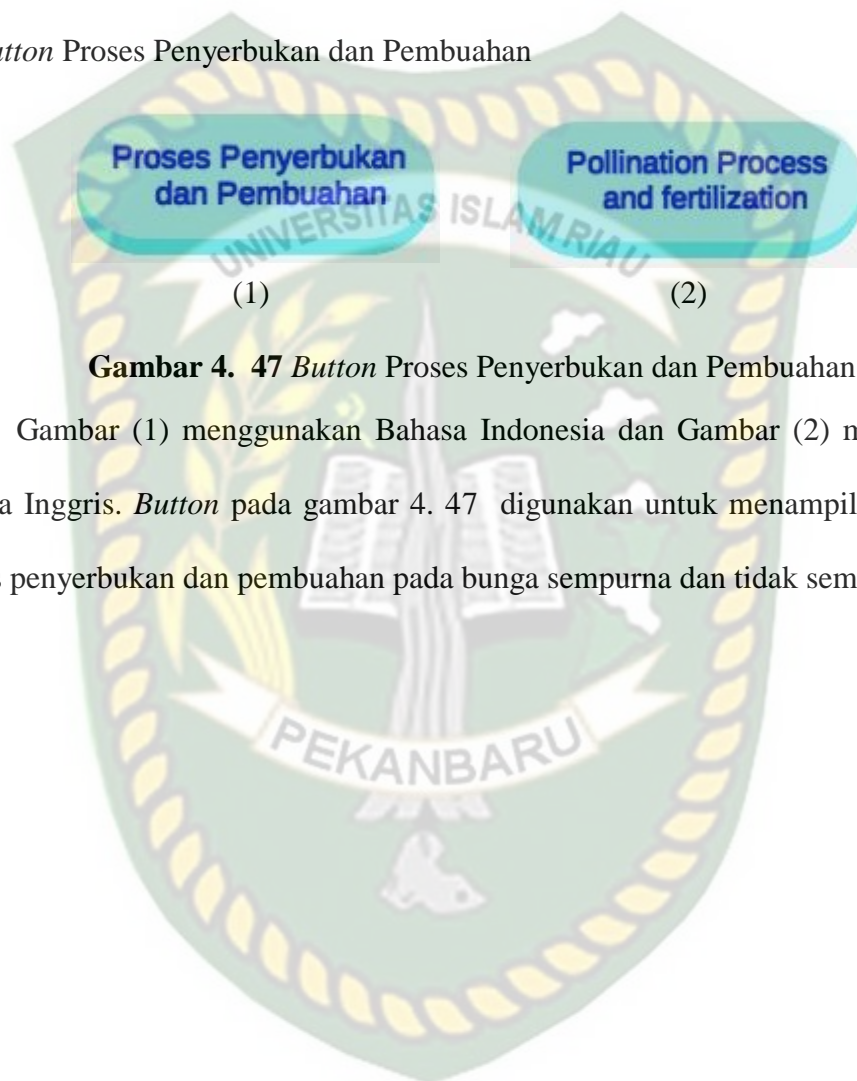 utton Proses Penyerbukan dan Pembuahan
Proses Penyerbukan
dan Pembuahan
Pollination Process
and fertilization
UNIVERSITAS ISLAM RIAU
(1)
(2)
Gambar 4. 47 Button Proses Penyerbukan dan Pembuahan
Gambar (1) menggunakan Bahasa Indonesia dan Gambar (2) m
a Inggris. Button pada gambar 4. 47 digunakan untuk menampil
penyerbukan dan pembuahan pada bunga sempurna dan tidak sem
PEKANBARU